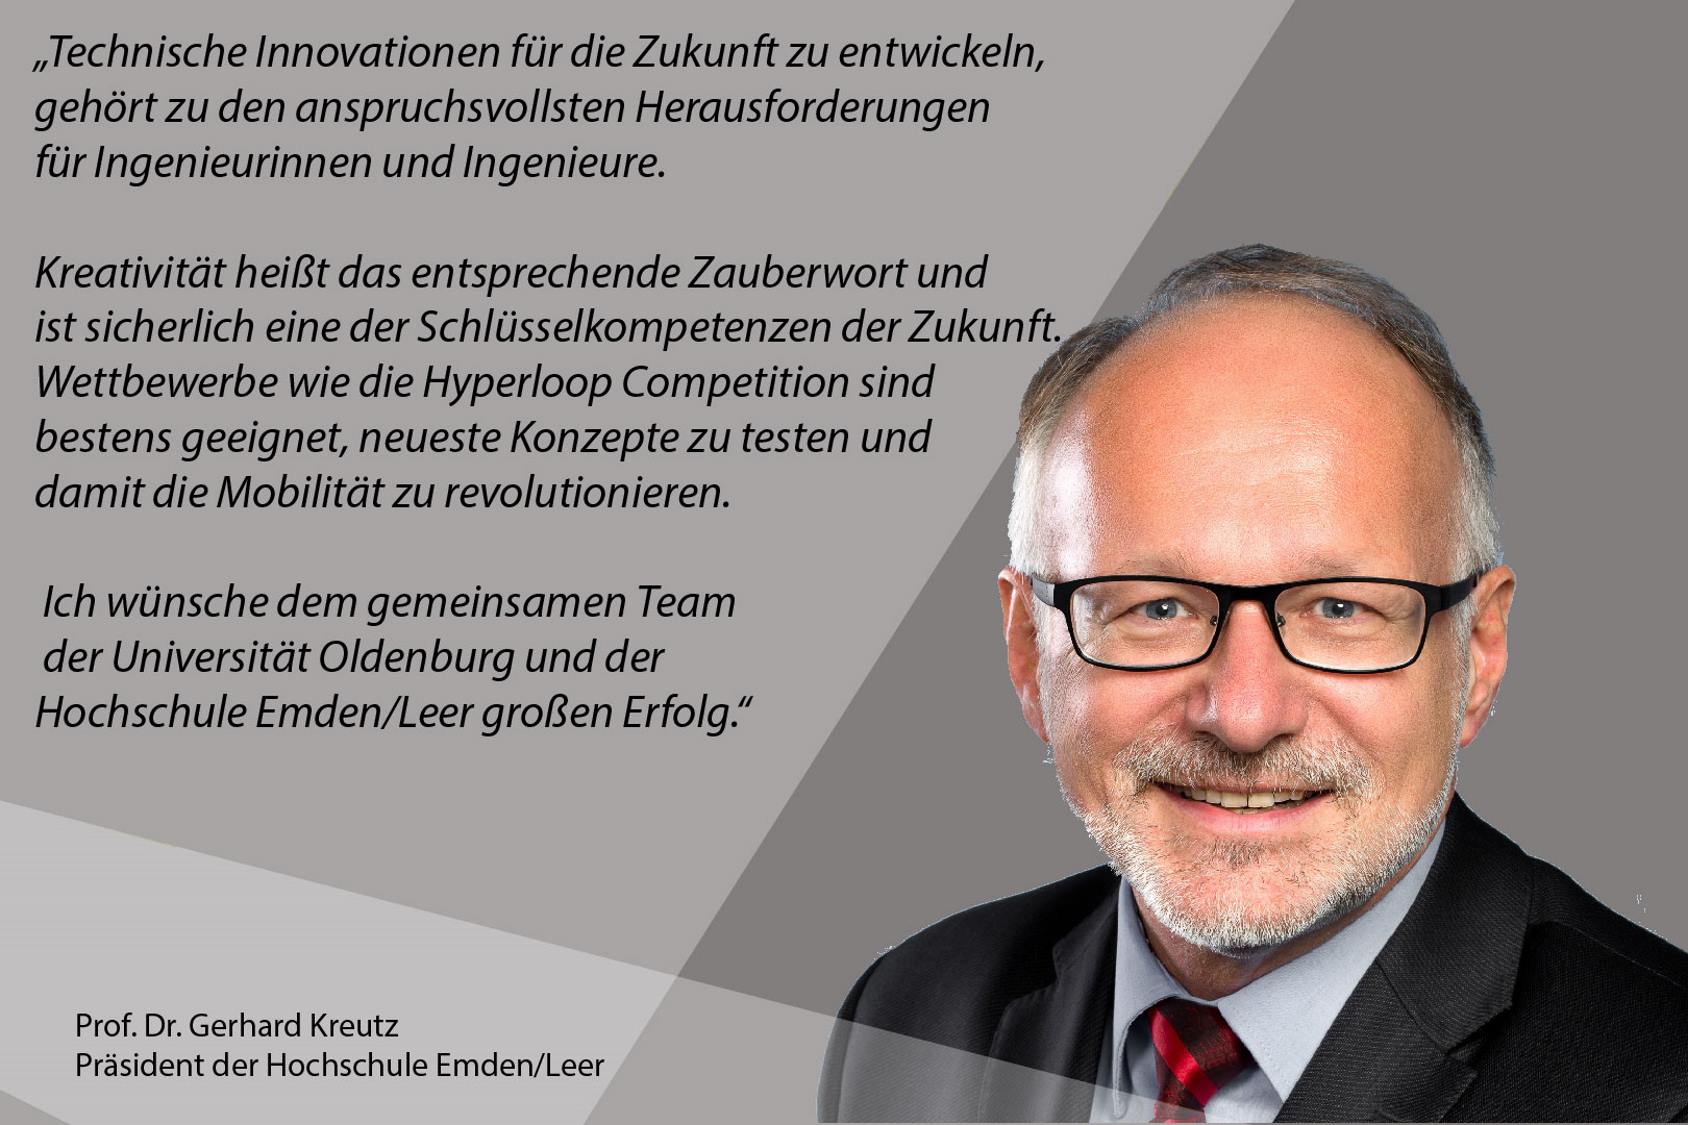 „Technische Innovationen für die Zukunft zu entwickeln,
gehört zu den anspruchsvollsten Herausforderungen
für Ingenieurinnen und Ingenieure.
Kreativität heißt das entsprechende Zauberwort und
ist sicherlich eine der Schlüsselkompetenzen der Zukunft.
Wettbewerbe wie die Hyperloop Competition sind
bestens geeignet, neueste Konzepte zu testen und
damit die Mobilität zu revolutionieren.
Ich wünsche dem gemeinsamen Team
der Universität Oldenburg und der
Hochschule Emden/Leer großen Erfolg.“
Prof. Dr. Gerhard Kreutz
Präsident der Hochschule Emden/Leer